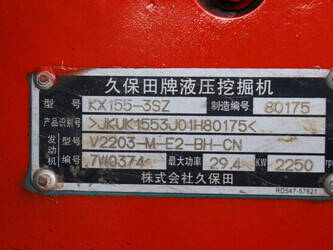 久保田牌液压挖掘机
型号 KX155-3SZ 制造编号 80175
产品识别号 >JKUK1553J01H80175<
发动机 型号 V2203-M-E2-BH-CN
编号 7W0374 最大功率 29.4 KW 2250 rpm
株式会社久保田
RD547-57821